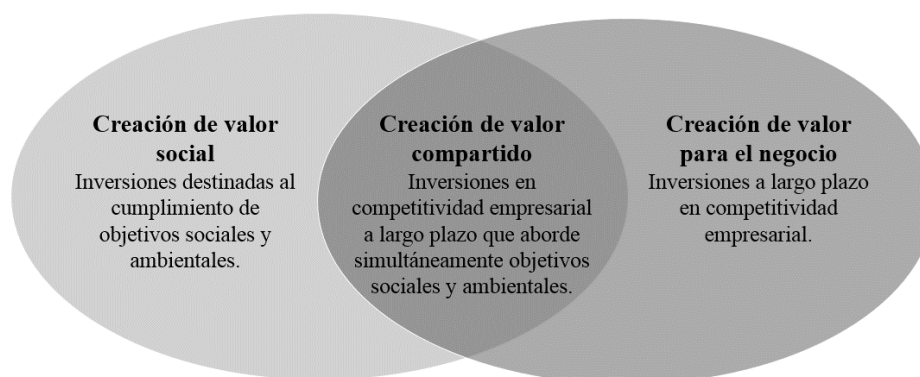 Creación de valor
social
Inversiones destinadas al
cumplimiento de
objetivos sociales y
ambientales.
Creación de valor
compartido
Inversiones en
competitividad empresarial
a largo plazo que aborde
simultáneamente objetivos
sociales y ambientales.
Creación de valor
para el negocio
Inversiones a largo plazo
en competitividad
empresarial.